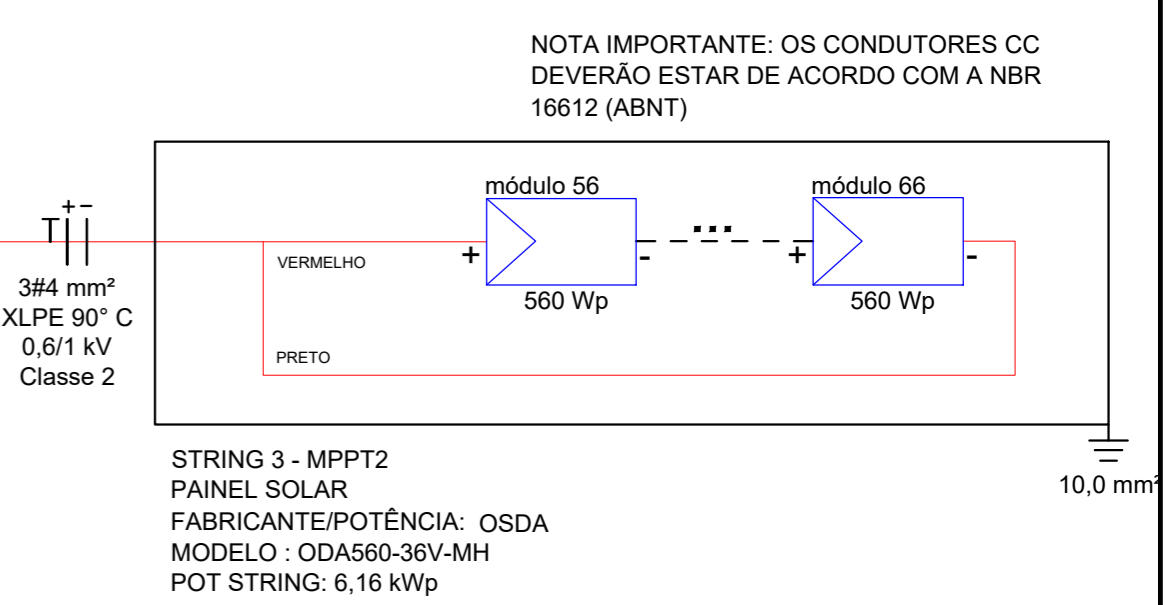 NOTA IMPORTANTE: OS CONDUTORES CC
DEVERÃO ESTAR DE ACORDO COM A NBR
16612 (ABNT)
módulo 56
módulo 66
+ −
T
+
-
...
+
-
VERMELHO
3#4 mm²
XLPE 90° C
0,6/1 kV
Classe 2
560 Wp
560 Wp
PRETO
STRING 3 - MPPT2
PAINEL SOLAR
FABRICANTE/POTÊNCIA: OSDA
MODELO : ODA560-36V-MH
POT STRING: 6,16 kWp
10,0 mm²